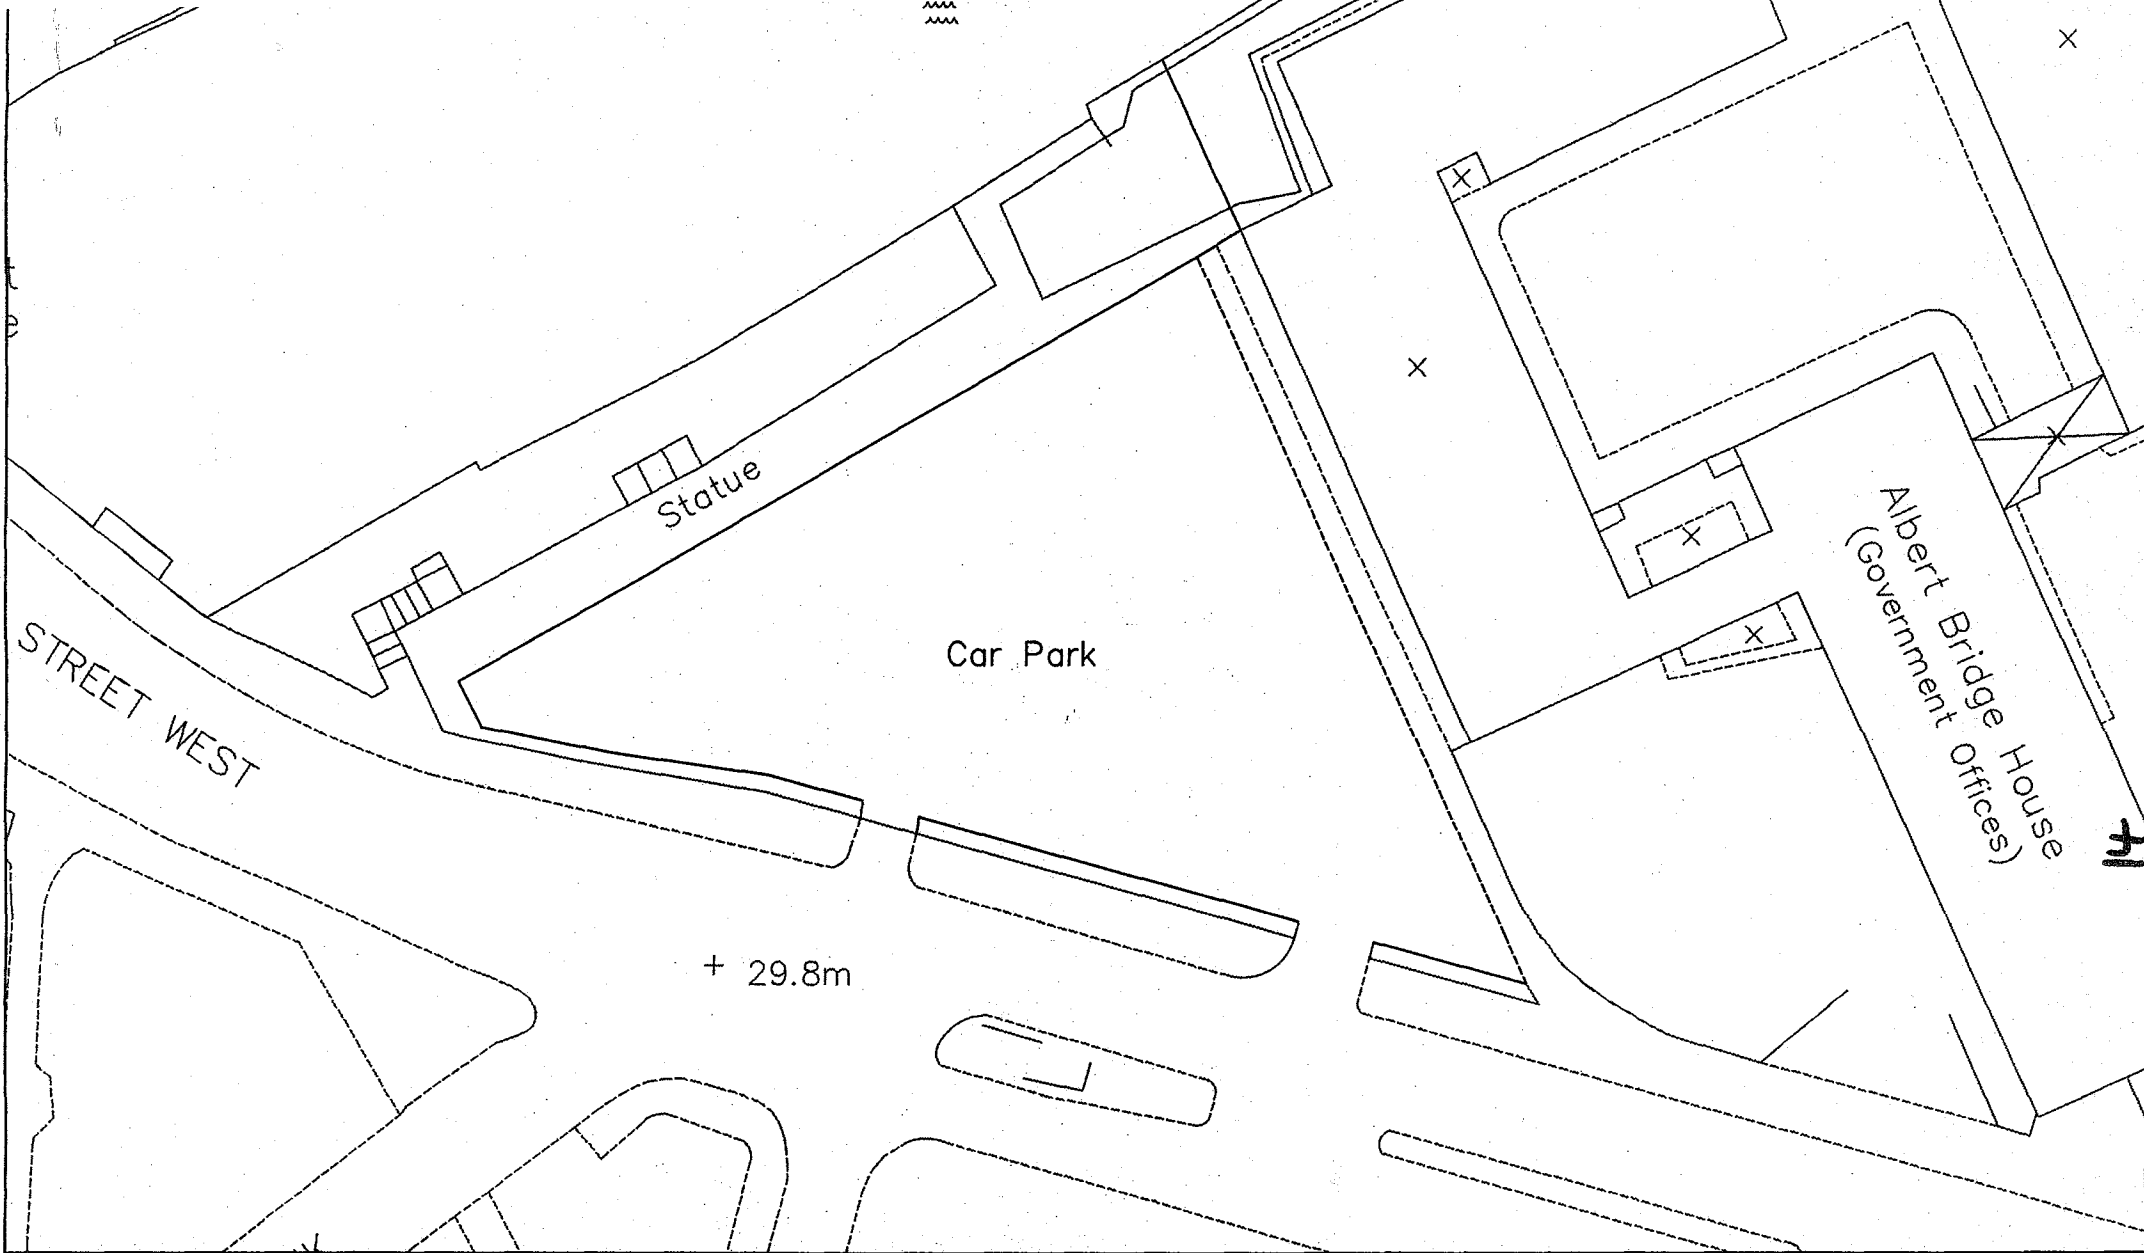 Statue
Car Park
STREET WEST
Albert Bridge House
(Government Offices)
+ 29.8m